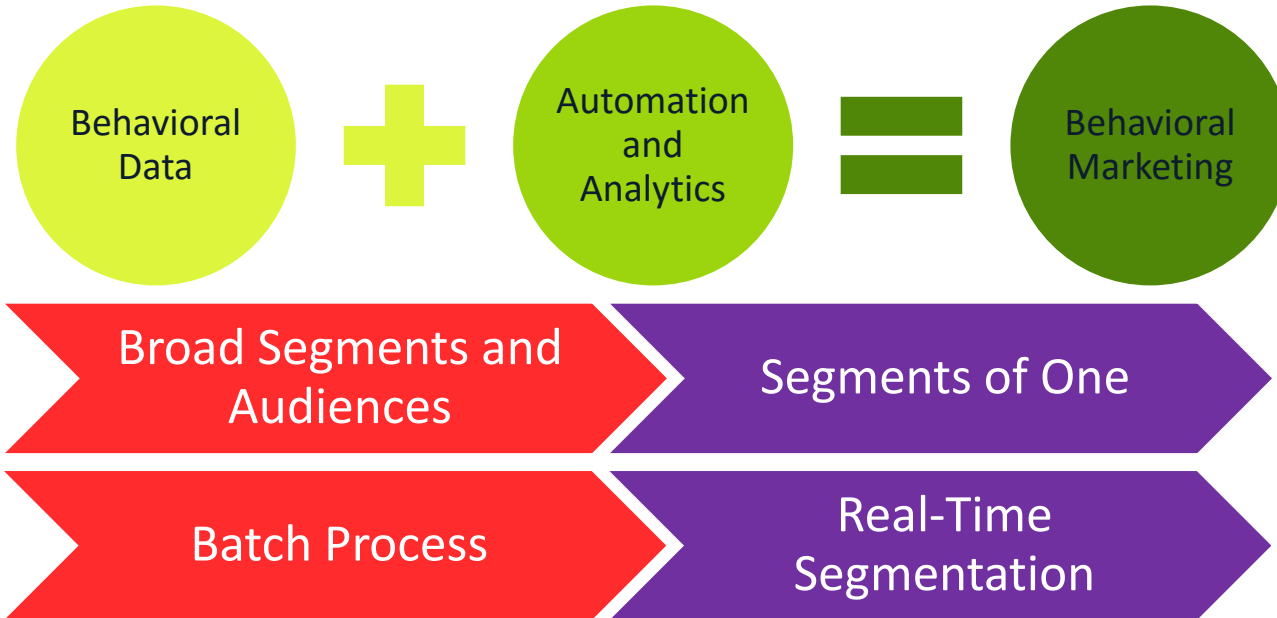 Behavioral
Data
Automation
and
Analytics
Behavioral
Marketing
Broad Segments and
Audiences
Segments of One
Batch Process
Real-Time
Segmentation